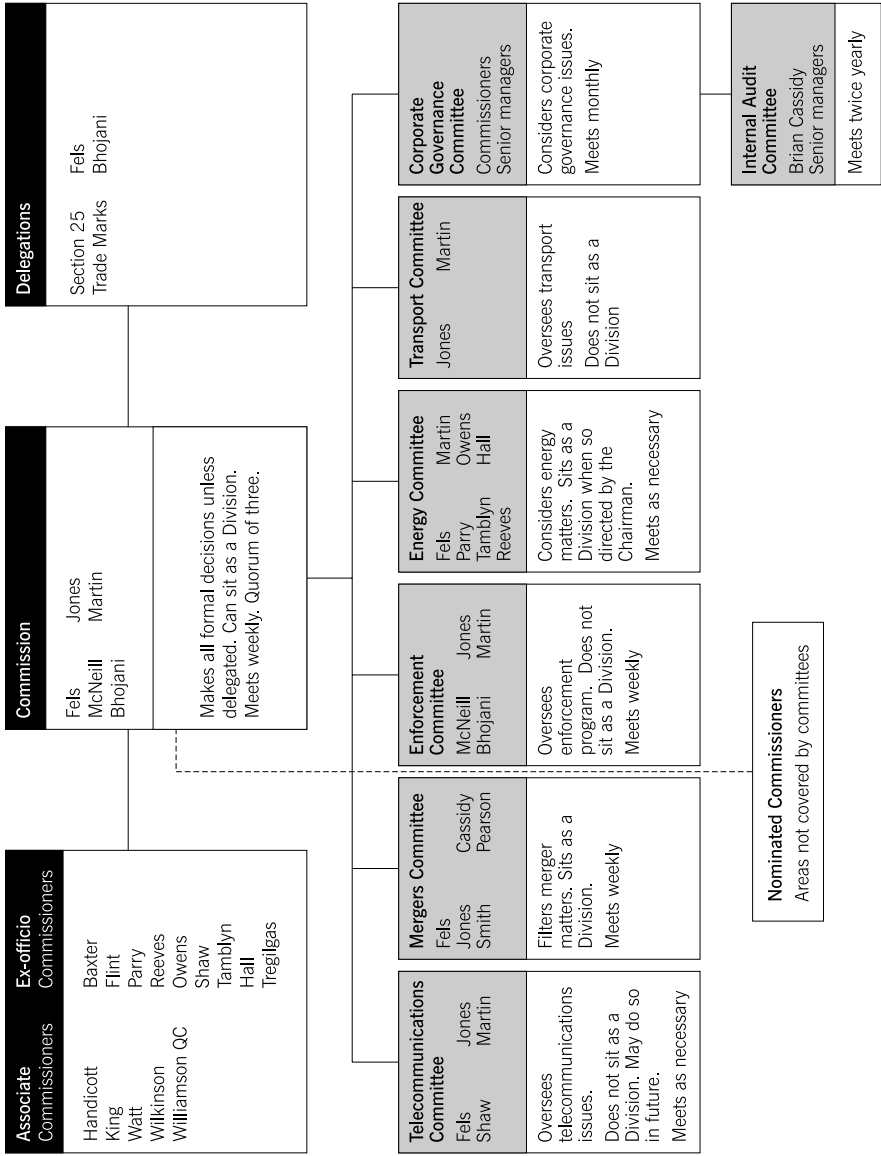 Associate Ex-officio
Commissioners Commissioners
Handicott Baxter
King Flint
Watt Parry
Wilkinson Reeves
Williamson QC Owens
Shaw
Tamblyn
Hall
Tregilgas
Commission
Fels Jones
McNeill Martin
Bhojani
Makes all formal decisions unless
delegated. Can sit as a Division.
Meets weekly. Quorum of three.
Delegations
Section 25 Fels
Trade Marks Bhojani
Telecommunications
Committee
Fels Jones
Shaw Martin
Oversees
telecommunications
issues.
Does not sit as a
Division. May do so
in future.
Meets as necessary
Mergers Committee
Fels Cassidy
Jones Pearson
Smith
Filters merger
matters. Sits as a
Division.
Meets weekly
Enforcement
Committee
McNeill Jones
Bhojani Martin
Oversees
enforcement
program. Does not
sit as a Division.
Meets weekly
Energy Committee
Fels Martin
Parry Owens
Tamblyn Hall
Reeves
Considers energy
matters. Sits as a
Division when so
directed by the
Chairman.
Meets as necessary
Transport Committee
Jones Martin
Oversees transport
issues
Does not sit as a
Division
Corporate
Governance
Committee
Commissioners
Senior managers
Considers corporate
governance issues.
Meets monthly
Nominated Commissioners
Areas not covered by committees
Internal Audit
Committee
Brian Cassidy
Senior managers
Meets twice yearly